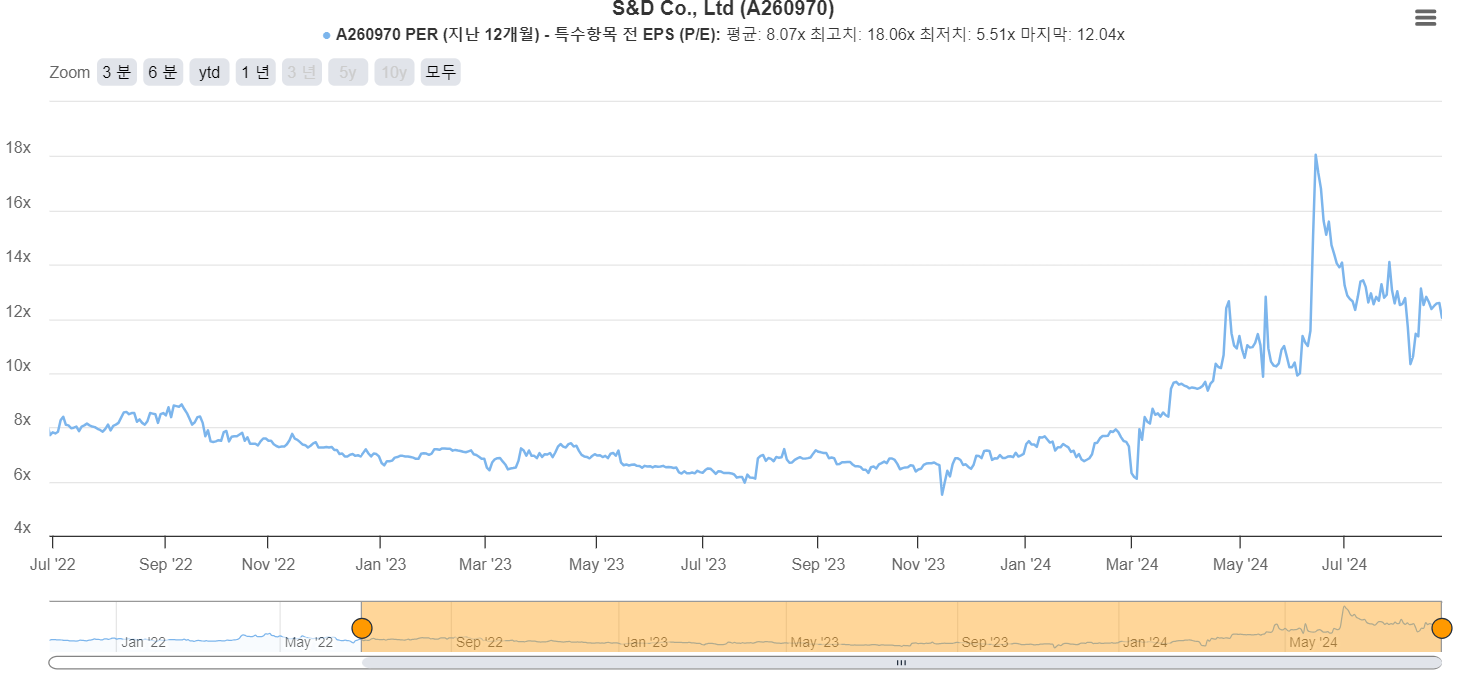 S&D Co., Ltd (A260970)
A260970 PER (지난 12개월) - 특수항목 전 EPS (P/E): 평균: 8.07x 최고치: 18.06x 최저치: 5.51x 마지막: 12.04x
Zoom 3 분 6 분 ytd 1 년 3 년 5y 10y 모두
18x
16x
14x
12x
10x
8x
6x
4x
Jul '22 Sep '22 Nov '22 Jan '23 Mar '23 May '23 Jul '23 Sep '23 Nov '23 Jan '24 Mar '24 May '24 Jul '24
Jan '22 May '22 Sep '22 Jan '23 May '23 Sep '23 Jan '24 May '24